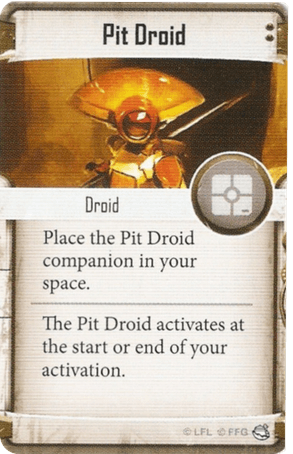 Pit Droid
Droid
Place the Pit Droid
companion in your
space.
The Pit Droid activates at
the start or end of your
activation.
© LFL © FFG